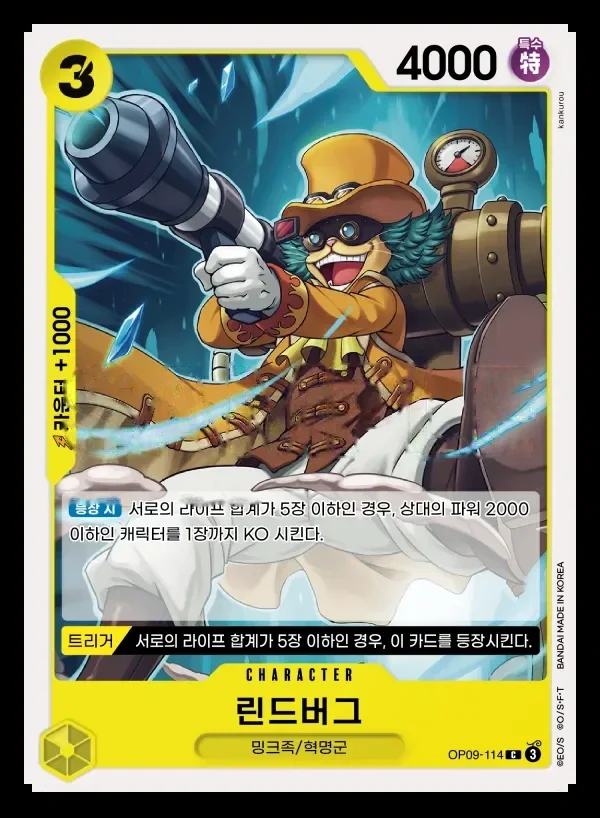 3
4000
특수
特
kankurou
카운터 +1000
등장 시 서로의 라이프 합계가 5장 이하인 경우, 상대의 파워 2000
이하인 캐릭터를 1장까지 KO 시킨다.
트리거 서로의 라이프 합계가 5장 이하인 경우, 이 카드를 등장시킨다.
CHARACTER
린드버그
밍크족/혁명군
OP09-114 C 3
©EO/S ©O/S·F·T BANDAI MADE IN KOREA